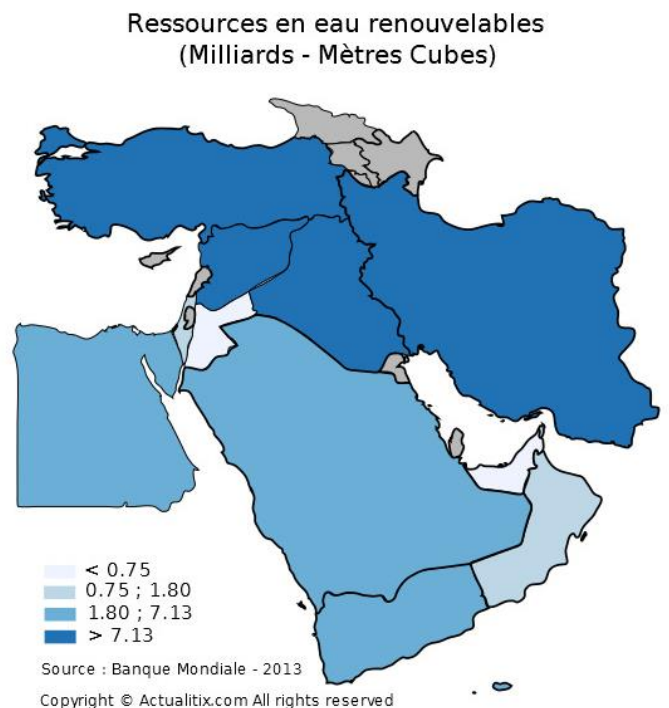 Ressources en eau renouvelables
(Milliards - Mètres Cubes)
< 0.75
0.75 ; 1.80
1.80 ; 7.13
> 7.13
Source : Banque Mondiale - 2013
Copyright © Actualitix.com All rights reserved